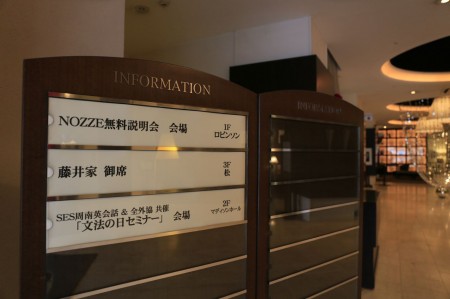 INFORMATION
NOZZE無料説明会 会場 1F ロビンソン
藤井家 御席 3F 松
SES周南英会話 & 全外協 共催
「文法の日セミナー」 会場 2F マディソンホール
INFORMATION